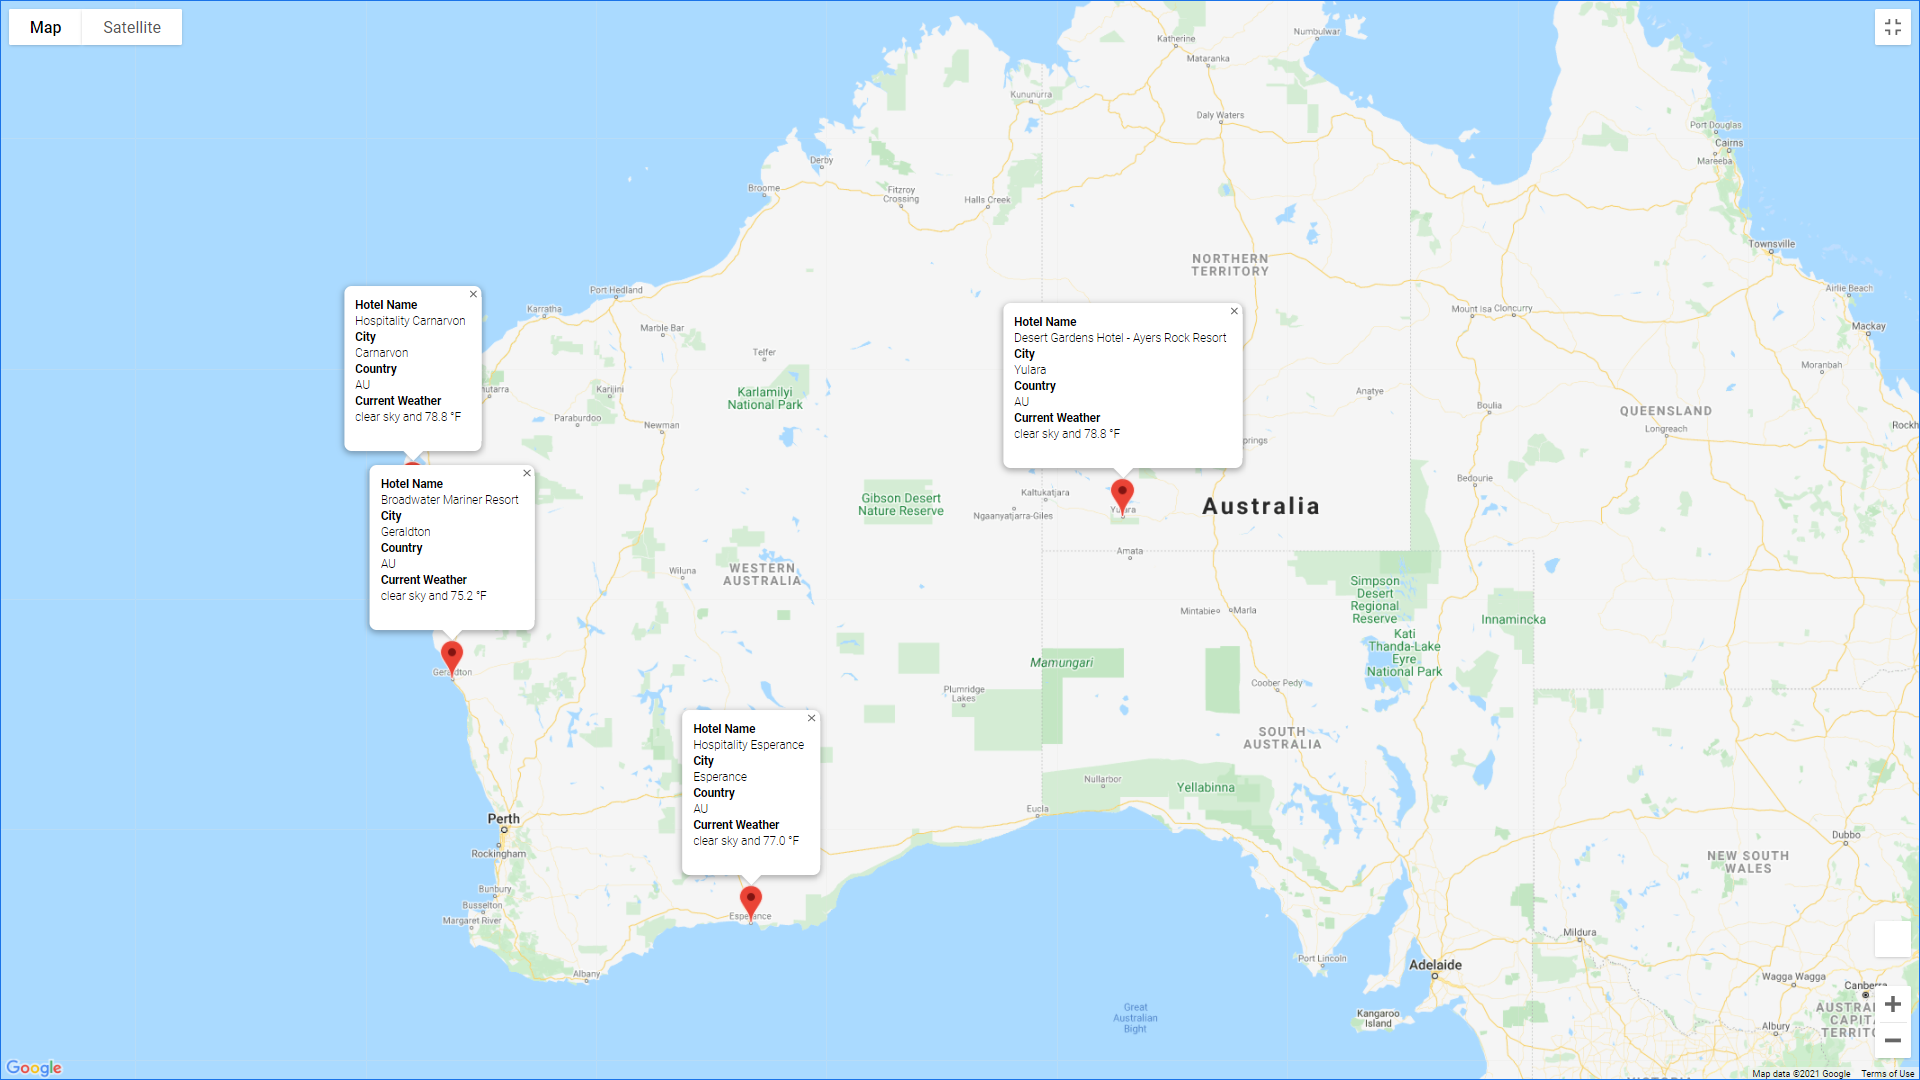 Map
Satellite
Katherine
Mataranka
Numbulwar
Kununurra
Daly Waters
Port Douglas
Cairns
Mareeba
Derby
Broome
Fitzroy
Crossing
Halls Creek
Townsville
NORTHERN
TERRITORY
Port Hedland
Karratha
Marble Bar
Telfer
Mount Isa
Cloncurry
Airlie Beach
Mackay
Moranbah
Hotel Name
Hospitality Carnarvon
City
Carnarvon
Country
AU
Current Weather
clear sky and 78.8 °F
Hotel Name
Desert Gardens Hotel - Ayers Rock Resort
City
Yulara
Country
AU
Current Weather
clear sky and 78.8 °F
Karijini
Paraburdoo
Newman
Karlamilyi
National Park
Anatye
Boulia
QUEENSLAND
Longreach
Hotel Name
Broadwater Mariner Resort
City
Geraldton
Country
AU
Current Weather
clear sky and 75.2 °F
Gibson Desert
Nature Reserve
Kaltukatjara
Ngaanyatjarra-Giles
Yulara
Australia
Bedourie
Amata
WESTERN
AUSTRALIA
Wiluna
Simpson
Desert
Regional
Reserve
Mintabie
Marla
Innamincka
Kati
Thanda-Lake
Eyre
National Park
Mamungari
Geraldton
Plumridge
Lakes
Coober Pedy
SOUTH
AUSTRALIA
Hotel Name
Hospitality Esperance
City
Esperance
Country
AU
Current Weather
clear sky and 77.0 °F
Nullarbor
Yellabinna
Eucla
Perth
Rockingham
Bunbury
Busselton
Margaret River
Esperance
Albany
Dubbo
NEW SOUTH
WALES
Mildura
Port Lincoln
Adelaide
Wagga Wagga
Canberra
Great
Australian
Bight
Kangaroo
Island
Albury
Google
Map data ©2021 Google
Terms of Use